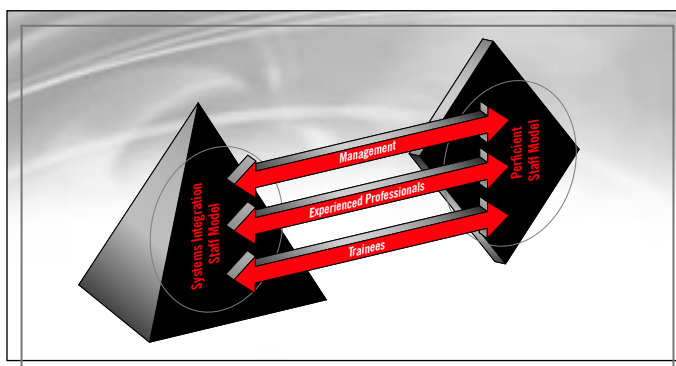 Systems Integration
Staff Model
Management
Experienced Professionals
Trainees
Perficient
Staff Model